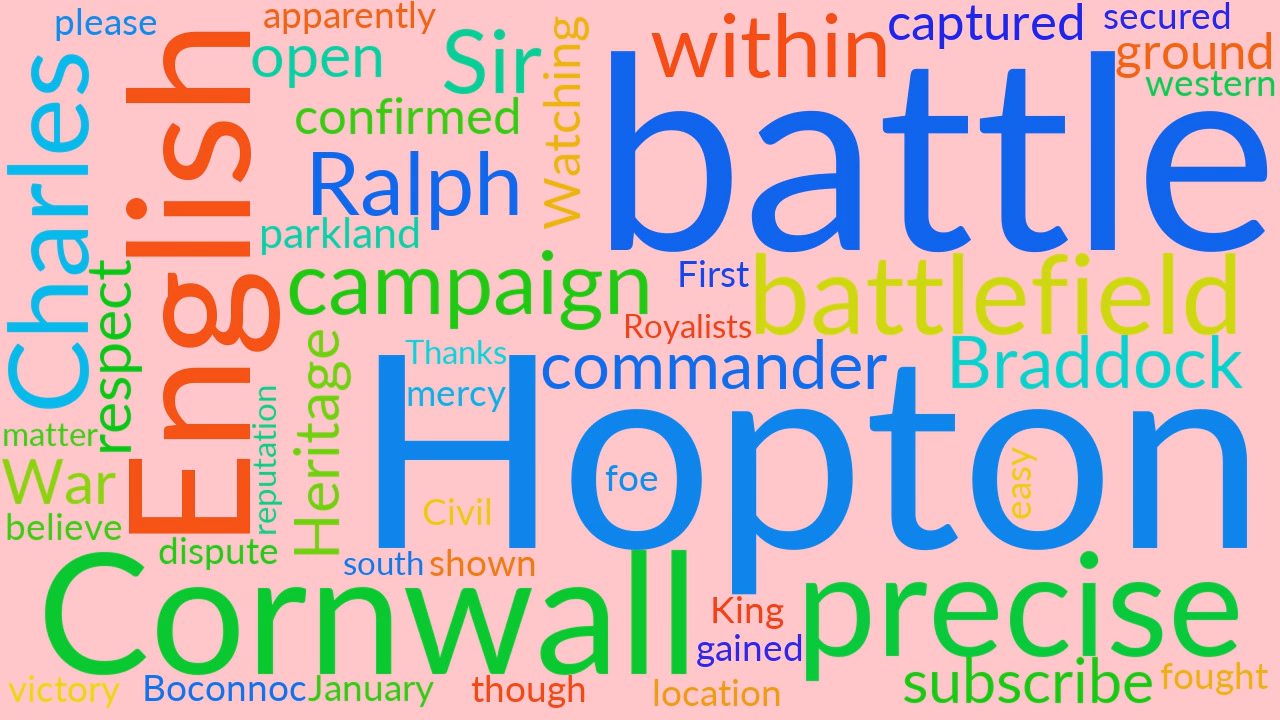 please
apparently
captured
secured
Charles
English
open
Sir
Watching
within
ground
western
confirmed
battle
Ralph
parkland
respect
campaign
First
battlefield
Royalists
Heritage
Thanks
commander
Braddock
mercy
Hopton
matter
reputation
War
foe
easy
Civil
believe
dispute
south
shown
Cornwall
King
precise
gained
victory
Boconnoc
January
though
location
subscribe
fought